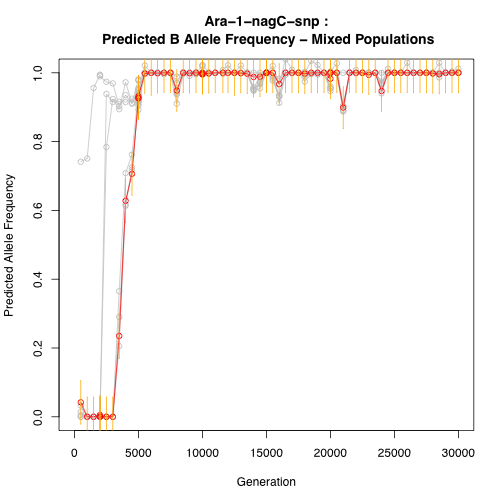 Ara−1−nagC−snp :
Predicted B Allele Frequency − Mixed Populations
Predicted Allele Frequency
1.0
0.8
0.6
0.4
0.2
0.0
0 5000 10000 15000 20000 25000 30000
Generation